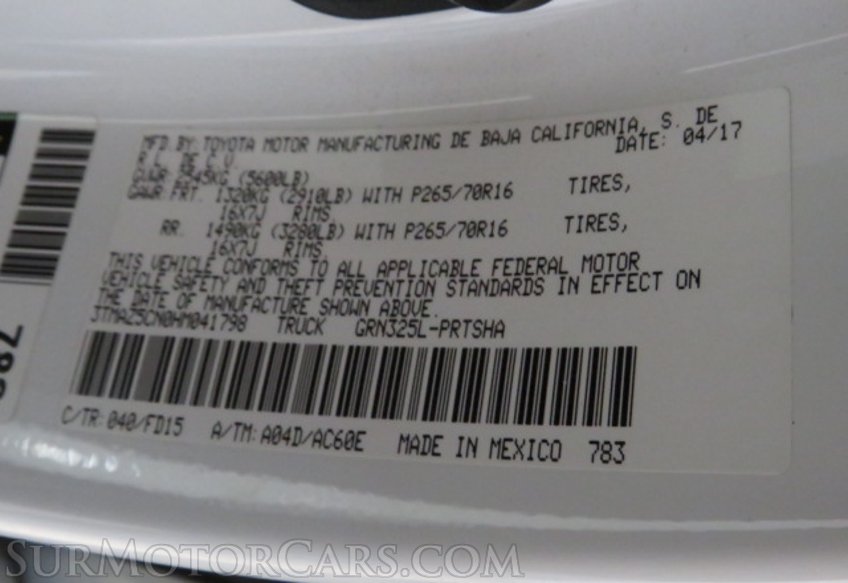 MFD.BY: TOYOTA MOTOR MANUFACTURING DE BAJA CALIFORNIA, S. DE
R.L. DE C.V. DATE: 04/17
GVWR: 2545KG (5600LB)
GAWR: FRT. 1320KG (2910LB) WITH P265/70R16 TIRES,
16X7J RIMS,
RR. 1490KG (3280LB) WITH P265/70R16 TIRES,
16X7J RIMS,
THIS VEHICLE CONFORMS TO ALL APPLICABLE FEDERAL MOTOR
VEHICLE SAFETY AND THEFT PREVENTION STANDARDS IN EFFECT ON
THE DATE OF MANUFACTURE SHOWN ABOVE.
3TMAZ5CN0HM041798 TRUCK GRN325L-PRTSHA
C/TR: 040/FD15 A/TM: A04D/AC60E MADE IN MEXICO 783
SURMOTORCARS.COM